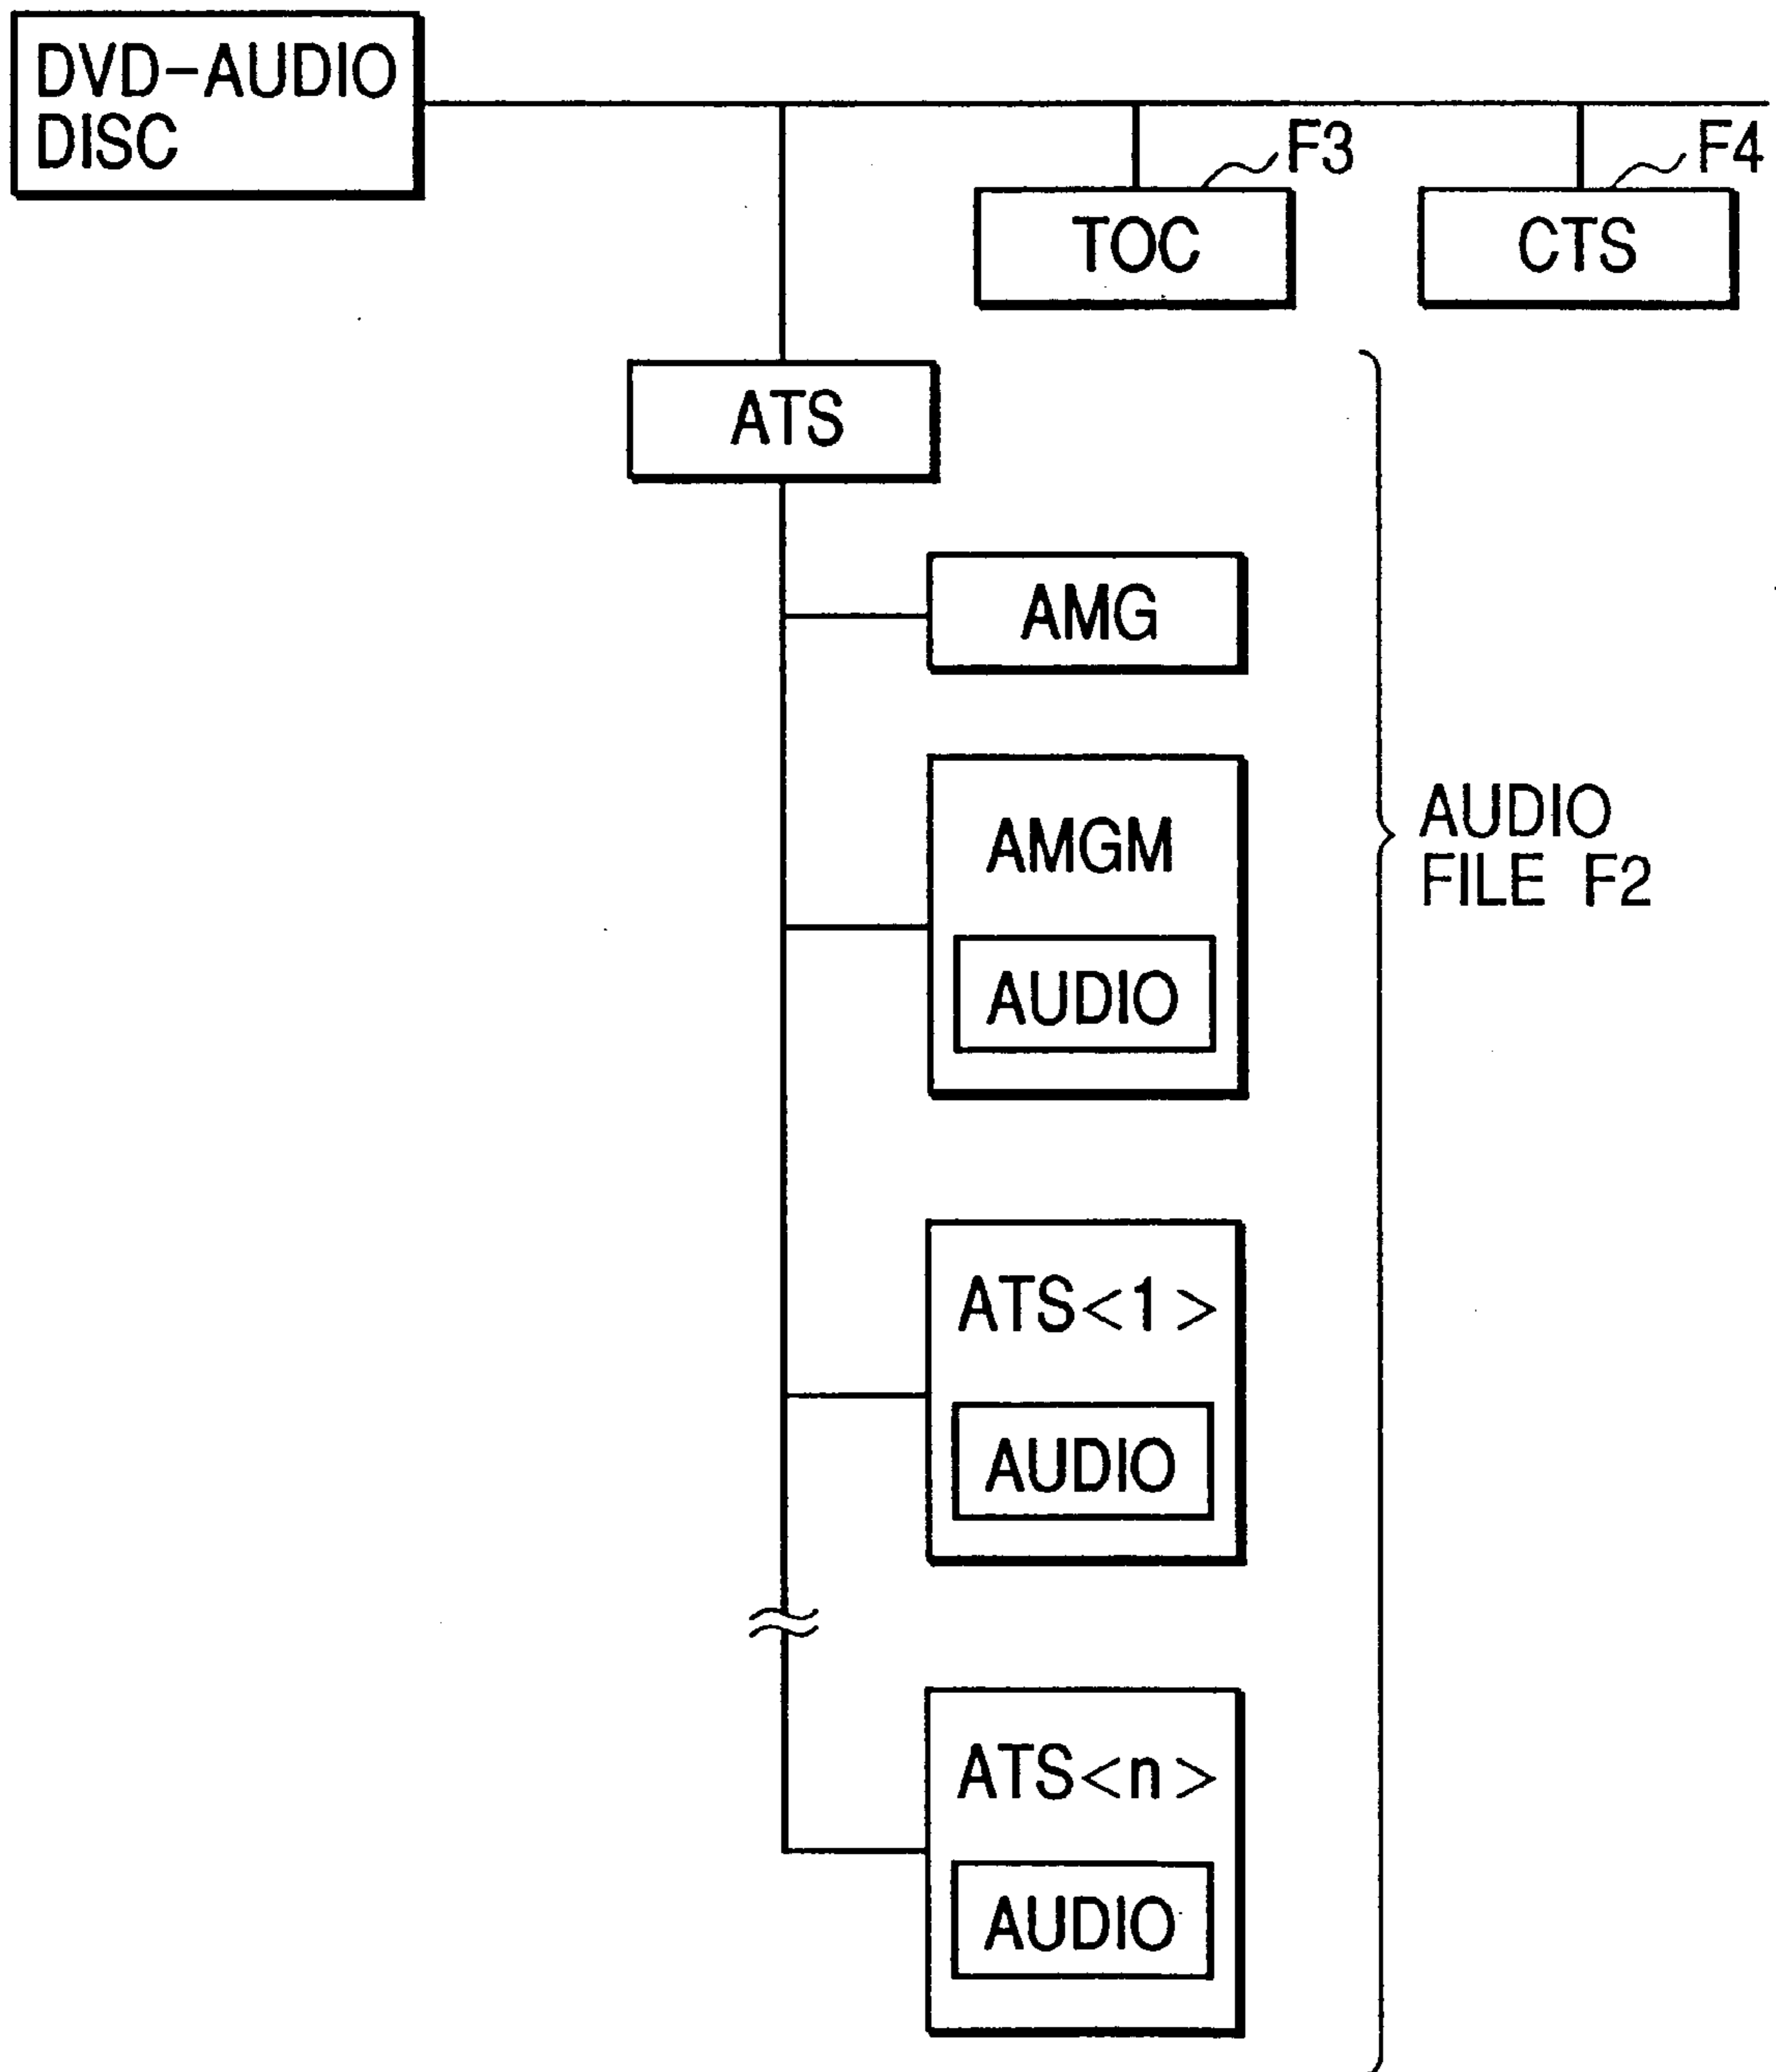 DVD-AUDIO
DISC
F3
F4
TOC
CTS
ATS
AMG
AMGM
AUDIO
AUDIO
FILE F2
ATS<1>
AUDIO
ATS<n>
AUDIO